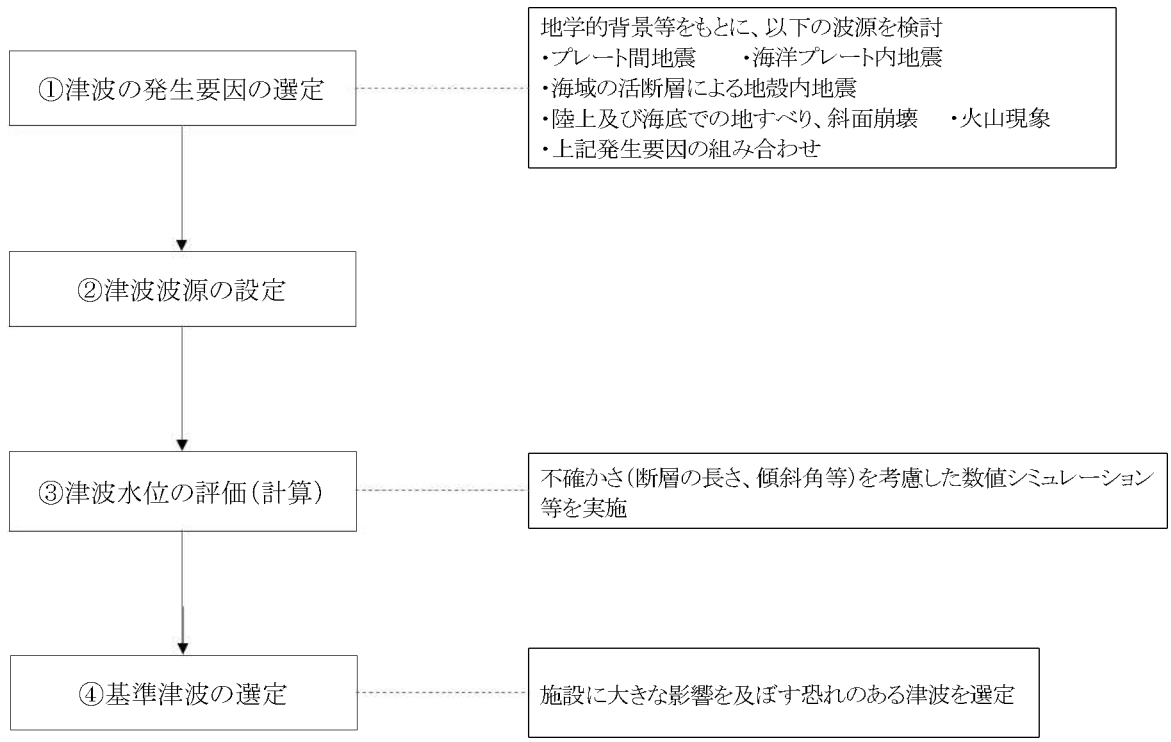 ①津波の発生要因の選定
地学的背景等をもとに、以下の波源を検討
・プレート間地震　　・海洋プレート内地震
・海域の活断層による地殻内地震
・陸上及び海底での地すべり、斜面崩壊　・火山現象
・上記発生要因の組み合わせ
②津波波源の設定
③津波水位の評価(計算)
不確かさ(断層の長さ、傾斜角等)を考慮した数値シミュレーション
等を実施
④基準津波の選定
施設に大きな影響を及ぼす恐れのある津波を選定